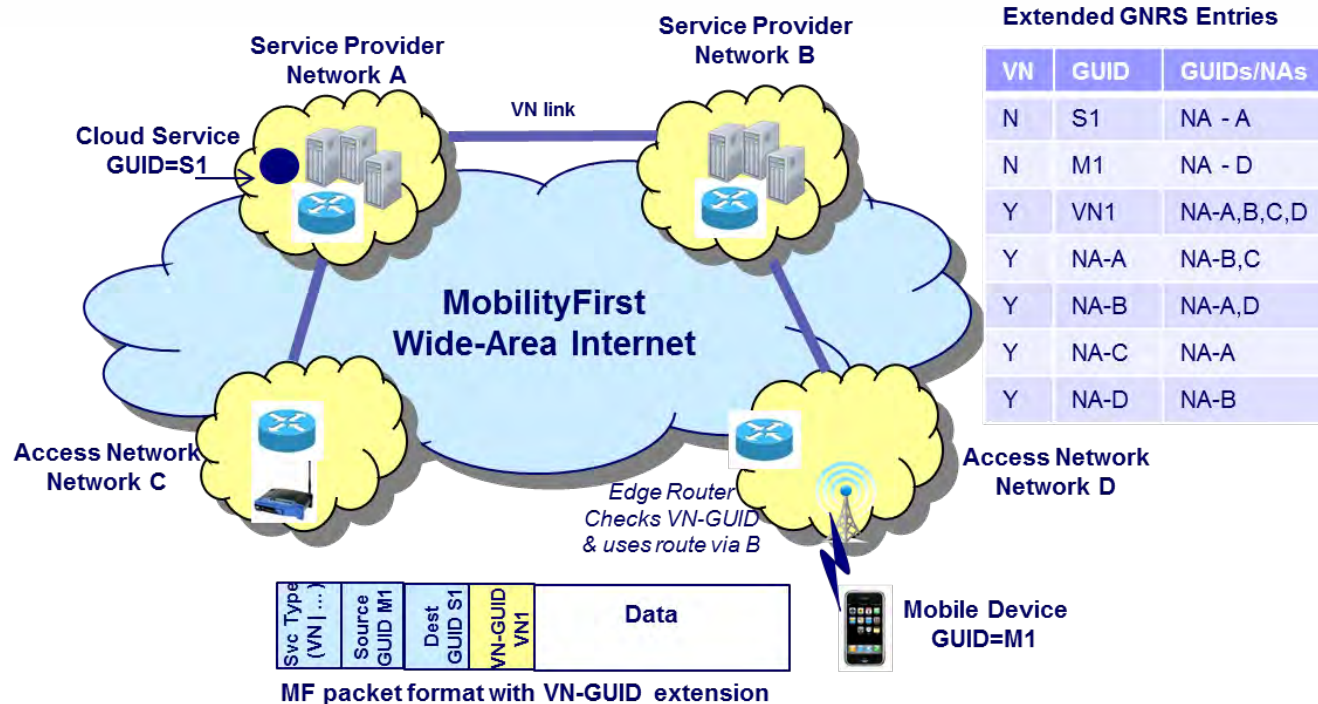 Service Provider
Network A
Service Provider
Network B
Extended GNRS Entries
VN GUID GUIDs/NAs
N S1 NA - A
N M1 NA - D
Y VN1 NA-A,B,C,D
Y NA-A NA-B,C
Y NA-B NA-A,D
Y NA-C NA-A
Y NA-D NA-B
VN link
Cloud Service
GUID=S1
MobilityFirst
Wide-Area Internet
Access Network
Network C
Edge Router
Checks VN-GUID
& uses route via B
Access Network
Network D
Svc Type
(VN | ...)
Source
GUID M1
Dest
GUID S1
VN-GUID
VN1
Data
Mobile Device
GUID=M1
MF packet format with VN-GUID extension